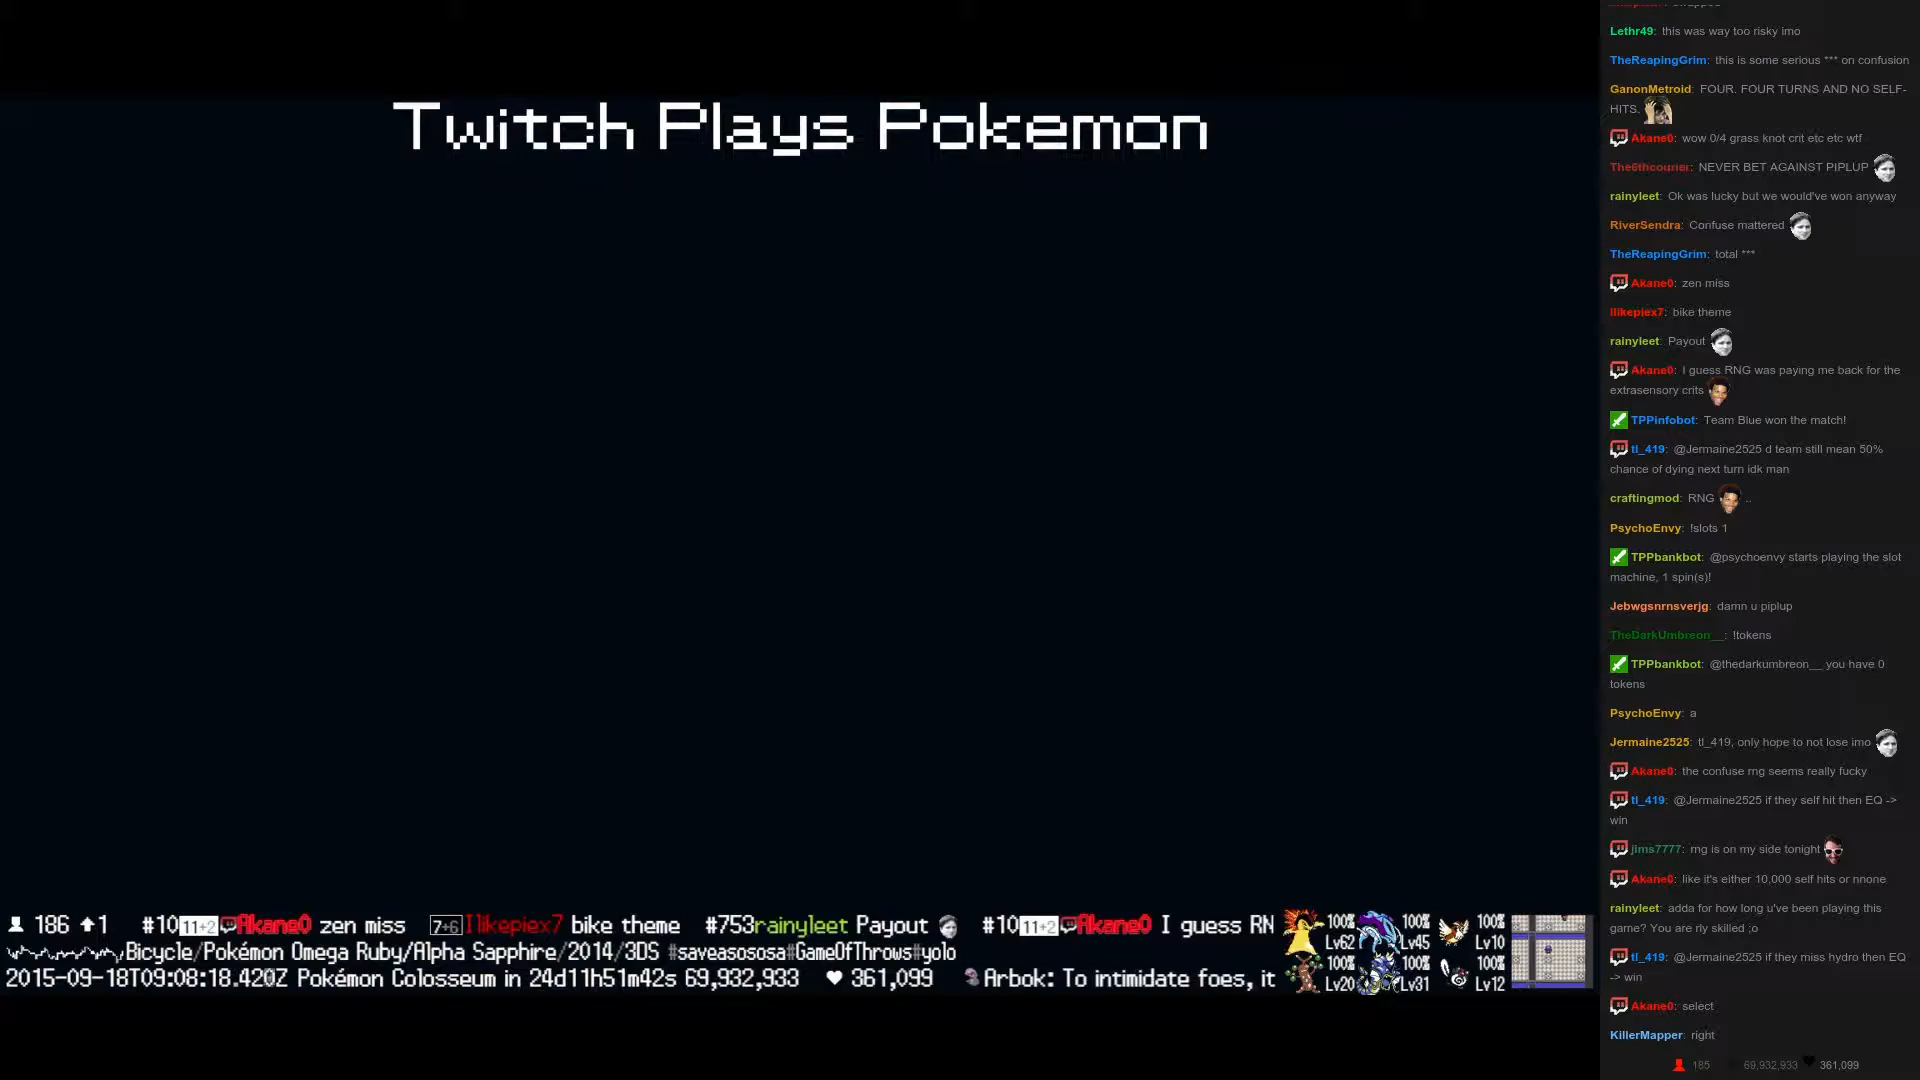 Twitch Plays Pokemon
186 1 #10 11+2 Akane0 zen miss 7+6 Ilikepiex7 bike theme #753rainyleet Payout #10 11+2 Akane0 I guess RN
Bicycle/Pokémon Omega Ruby/Alpha Sapphire/2014/3DS #saveasososa#GameOfThrows#yolo
2015-09-18T09:08:18.420Z Pokémon Colosseum in 24d11h51m42s 69,932,933 361,099 Arbok: To intimidate foes, it
100% 100% 100%
Lv62 Lv45 Lv10
100% 100% 100%
Lv20 Lv31 Lv12
Lethr49: this was way too risky imo
TheReapingGrim: this is some serious *** on confusion
GanonMetroid: FOUR. FOUR TURNS AND NO SELF-
HITS.
Akane0: wow 0/4 grass knot crit etc etc wtf
The6thcourier: NEVER BET AGAINST PIPLUP
rainyleet: Ok was lucky but we would've won anyway
RiverSendra: Confuse mattered
TheReapingGrim: total ***
Akane0: zen miss
Ilikepiex7: bike theme
rainyleet: Payout
Akane0: I guess RNG was paying me back for the
extrasensory crits
TPPinfobot: Team Blue won the match!
tl_419: @Jermaine2525 d team still mean 50%
chance of dying next turn idk man
craftingmod: RNG ..
PsychoEnvy: !slots 1
TPPbankbot: @psychoenvy starts playing the slot
machine, 1 spin(s)!
Jebwgsnrnsverjg: damn u piplup
TheDarkUmbreon__: !tokens
TPPbankbot: @thedarkumbreon__ you have 0
tokens
PsychoEnvy: a
Jermaine2525: tl_419, only hope to not lose imo
Akane0: the confuse rng seems really fucky
tl_419: @Jermaine2525 if they self hit then EQ ->
win
jims7777: rng is on my side tonight
Akane0: like it's either 10,000 self hits or nnone
rainyleet: adda for how long u've been playing this
game? You are rly skilled ;o
tl_419: @Jermaine2525 if they miss hydro then EQ
-> win
Akane0: select
KillerMapper: right
185 69,932,933 361,099